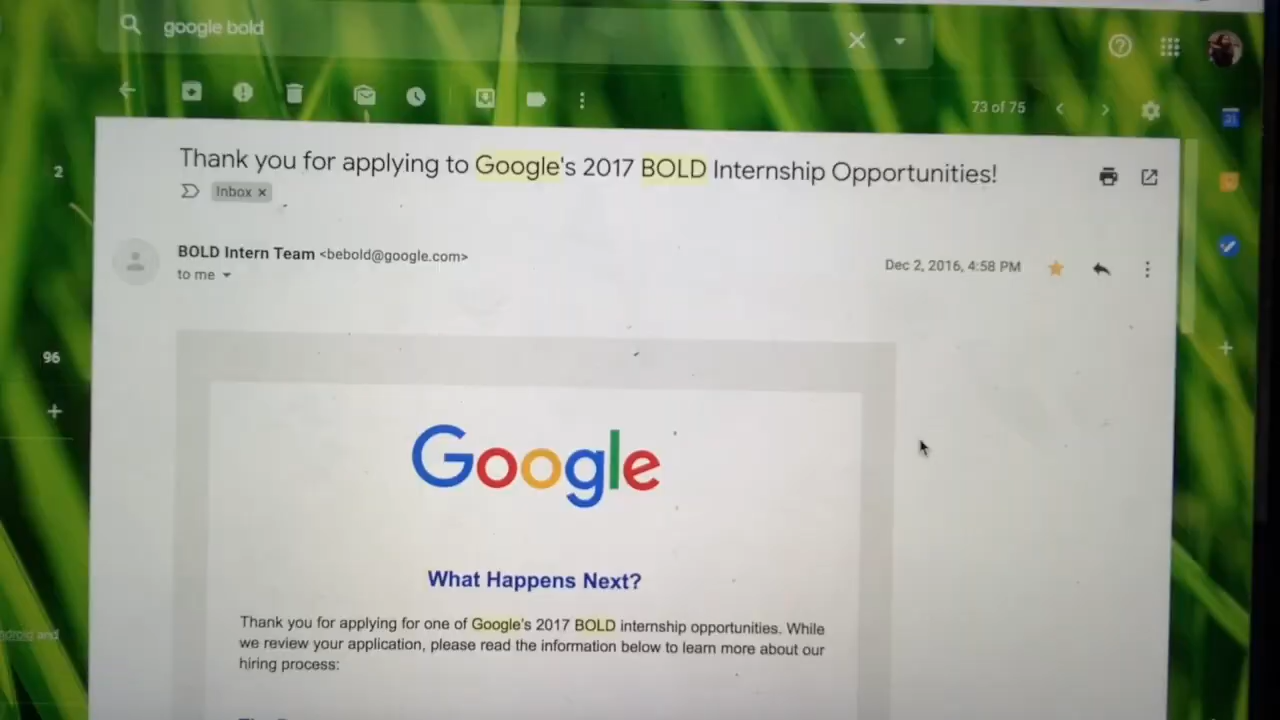 google bold
73 of 75
Thank you for applying to Google's 2017 BOLD Internship Opportunities!
Inbox
2
BOLD Intern Team <bebold@google.com>
to me
Dec 2, 2016, 4:58 PM
31
96
Google
What Happens Next?
Thank you for applying for one of Google's 2017 BOLD internship opportunities. While
we review your application, please read the information below to learn more about our
hiring process:
and